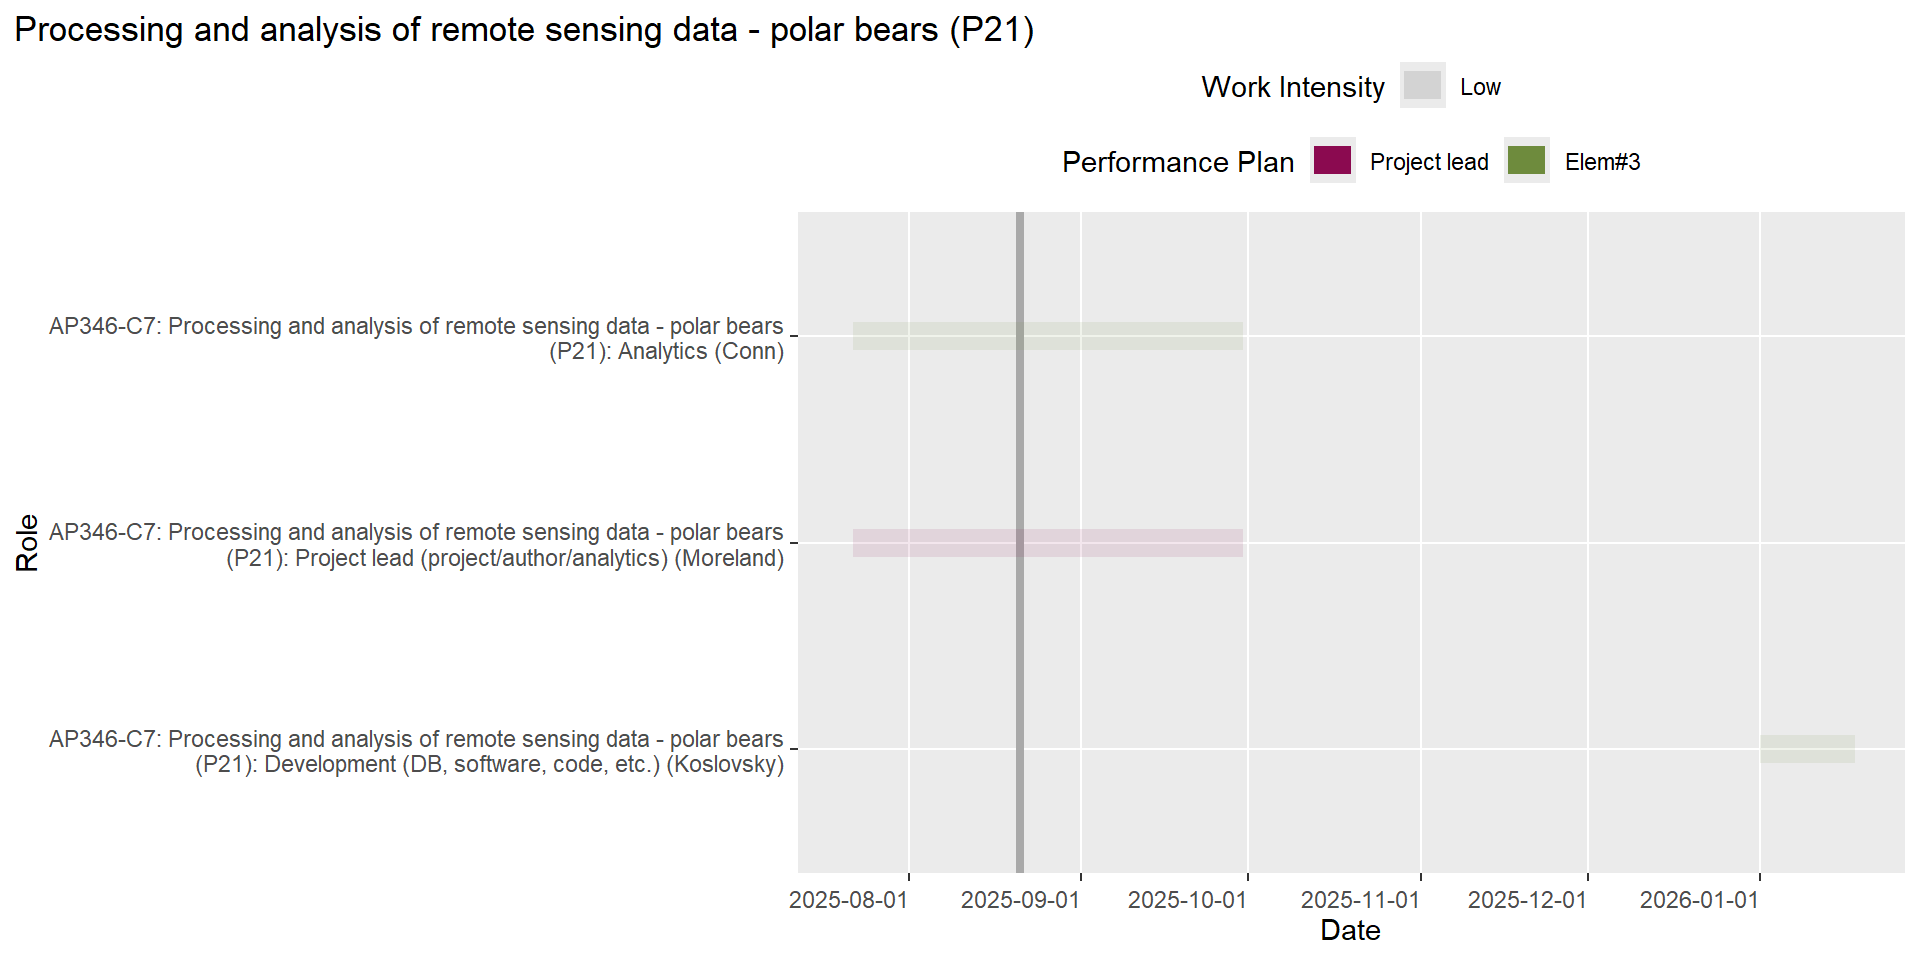 Processing and analysis of remote sensing data - polar bears (P21)
Work Intensity Low
Performance Plan Project lead Elem#3
AP346-C7: Processing and analysis of remote sensing data - polar bears
(P21): Analytics (Conn)
Role
AP346-C7: Processing and analysis of remote sensing data - polar bears
(P21): Project lead (project/author/analytics) (Moreland)
AP346-C7: Processing and analysis of remote sensing data - polar bears
(P21): Development (DB, software, code, etc.) (Koslovsky)
2025-08-01 2025-09-01 2025-10-01 2025-11-01 2025-12-01 2026-01-01
Date